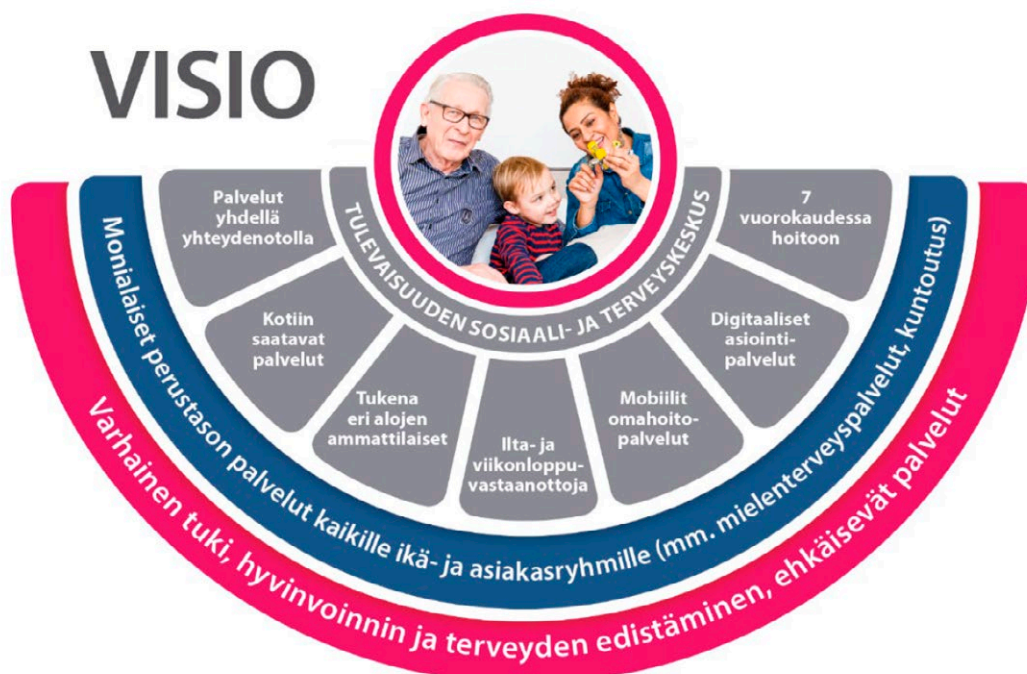 VISIO
TULEVAISUUDEN SOSIAALI- JA TERVEYSKESKUS
Palvelut
yhdellä
yhteydenotolla
Kotiin
saatavat
palvelut
Tukena
eri alojen
ammattilaiset
Ilta- ja
viikonloppu-
vastaanottoja
Mobiilit
omahoito-
palvelut
Digitaaliset
asiointi-
palvelut
7
vuorokaudessa
hoitoon
Monialaiset perustason palvelut kaikille ikä- ja asiakasryhmille (mm. mielenterveyspalvelut, kuntoutus)
Varhainen tuki, hyvinvoinnin ja terveyden edistäminen, ehkäisevät palvelut